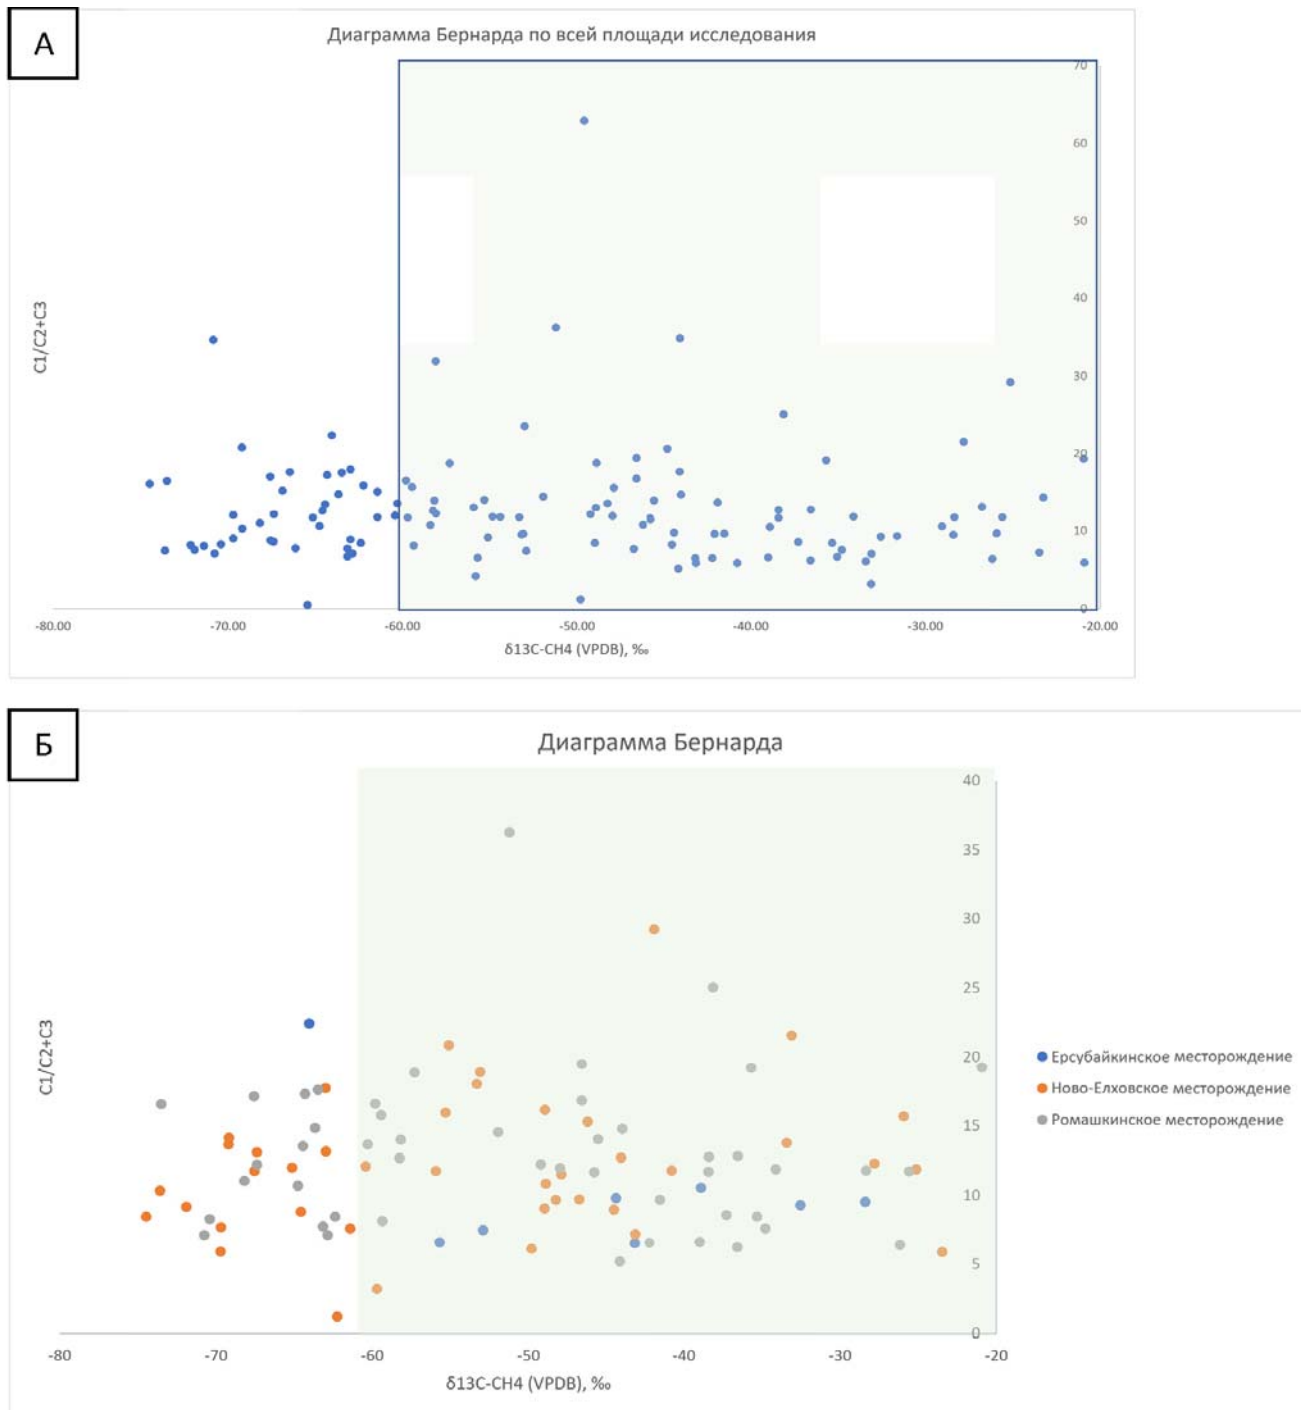 А
Диаграмма Бернарда по всей площади исследования
70
60
50
40
30
20
10
0
C1/C2+C3
-80.00 -70.00 -60.00 -50.00 -40.00 -30.00 -20.00
δ13C-CH4 (VPDB), ‰
Б
Диаграмма Бернарда
40
35
30
25
20
15
10
5
0
C1/C2+C3
Ерсубайкинское месторождение
Ново-Елховское месторождение
Ромашкинское месторождение
-80 -70 -60 -50 -40 -30 -20
δ13C-CH4 (VPDB), ‰